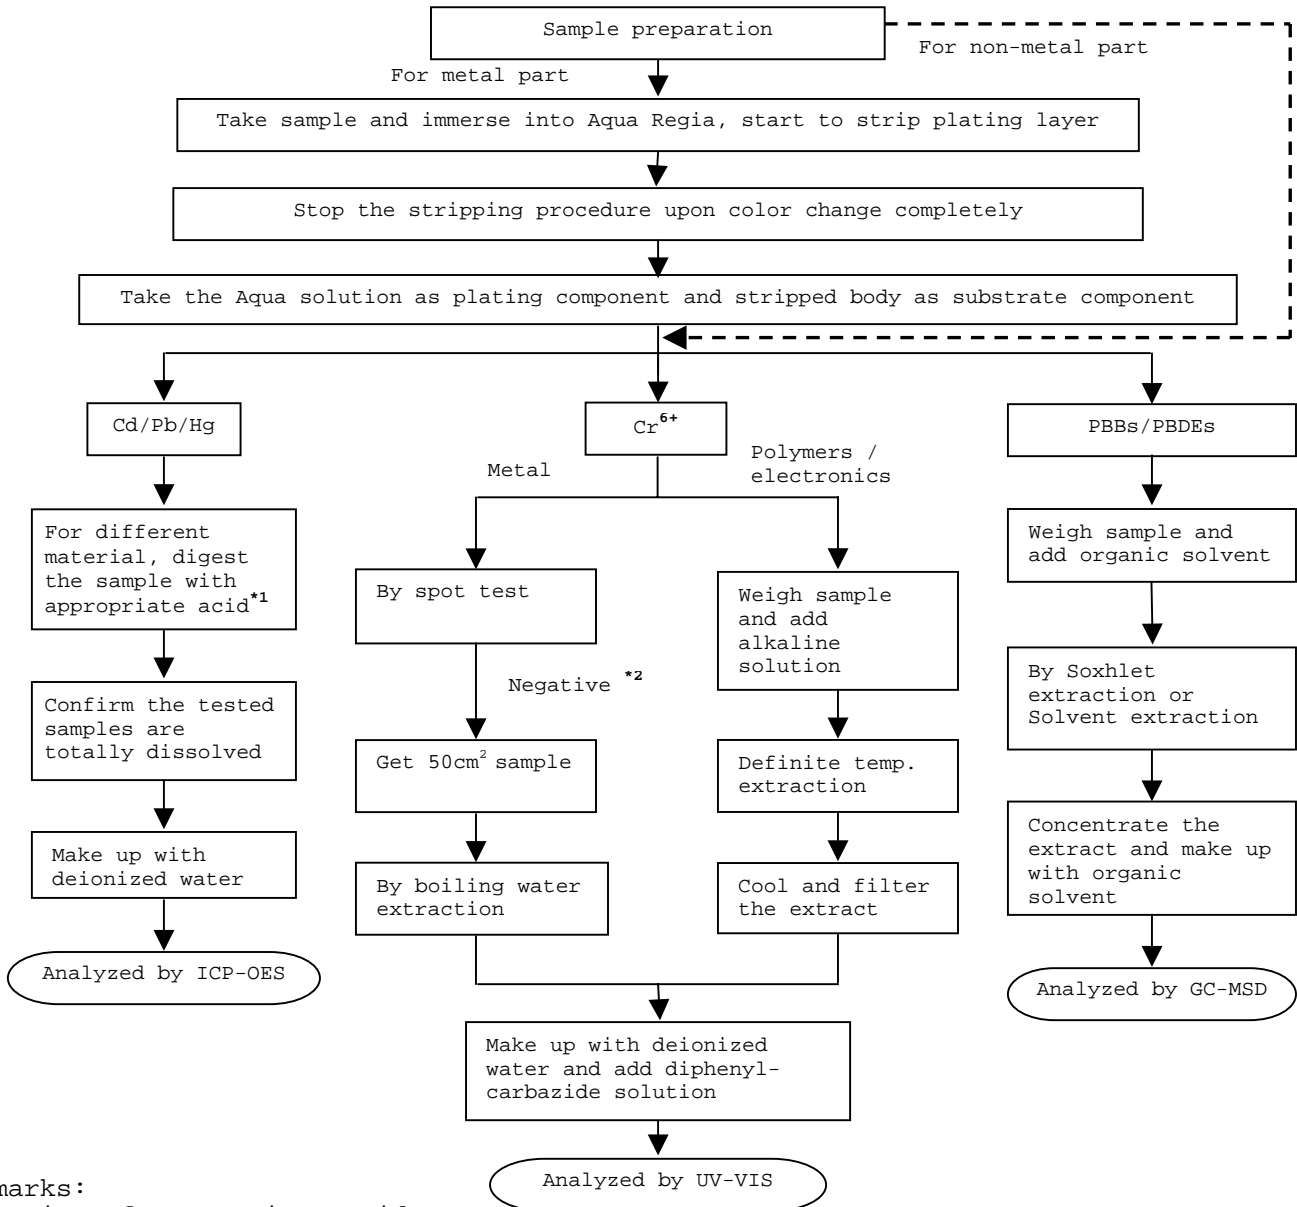 Sample preparation
For non-metal part
For metal part
Take sample and immerse into Aqua Regia, start to strip plating layer
Stop the stripping procedure upon color change completely
Take the Aqua solution as plating component and stripped body as substrate component
Cd/Pb/Hg
For different
material, digest
the sample with
appropriate acid*1
Confirm the tested
samples are
totally dissolved
Make up with
deionized water
Analyzed by ICP-OES
Cr6+
Metal
By spot test
Negative *2
Get 50cm2 sample
By boiling water
extraction
Polymers /
electronics
Weigh sample
and add
alkaline
solution
Definite temp.
extraction
Cool and filter
the extract
Make up with deionized
water and add diphenyl-
carbazide solution
Analyzed by UV-VIS
PBBs/PBDEs
Weigh sample and
add organic solvent
By Soxhlet
extraction or
Solvent extraction
Concentrate the
extract and make up
with organic
solvent
Analyzed by GC-MSD
marks: